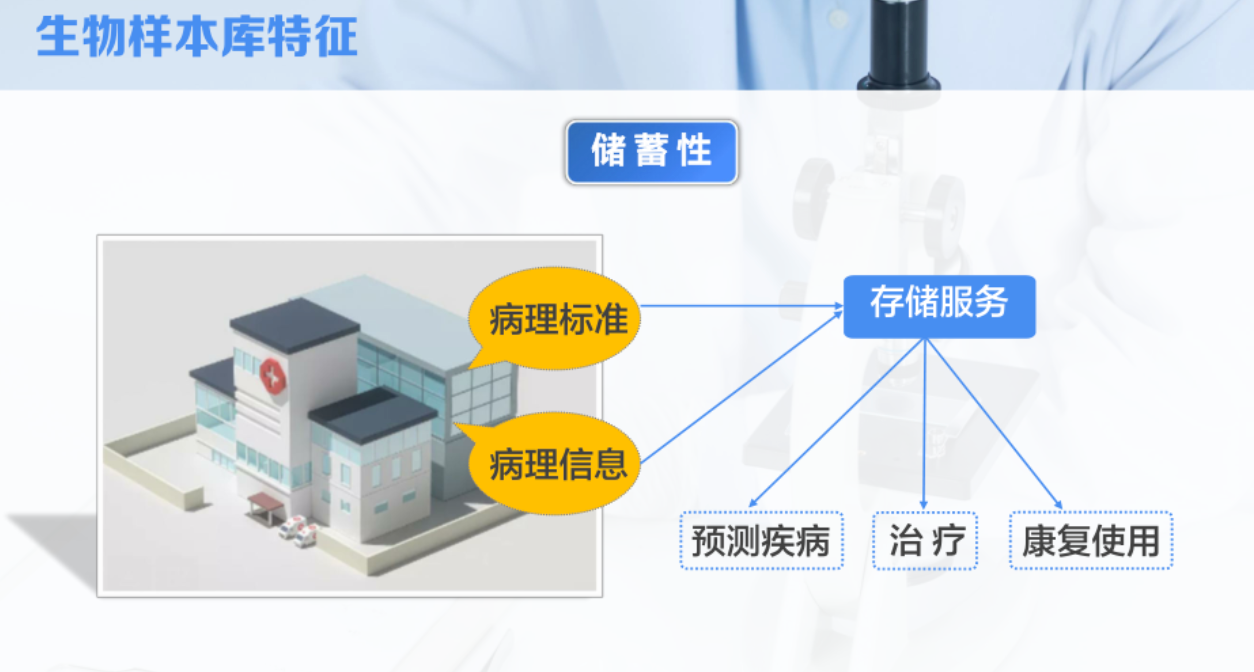 生物样本库特征
储蓄性
病理标准
存储服务
病理信息
预测疾病
治疗
康复使用